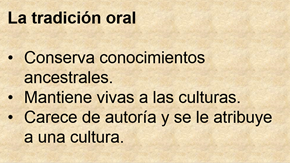 La tradición oral
• Conserva conocimientos
ancestrales.
• Mantiene vivas a las culturas.
• Carece de autoría y se le atribuye
a una cultura.